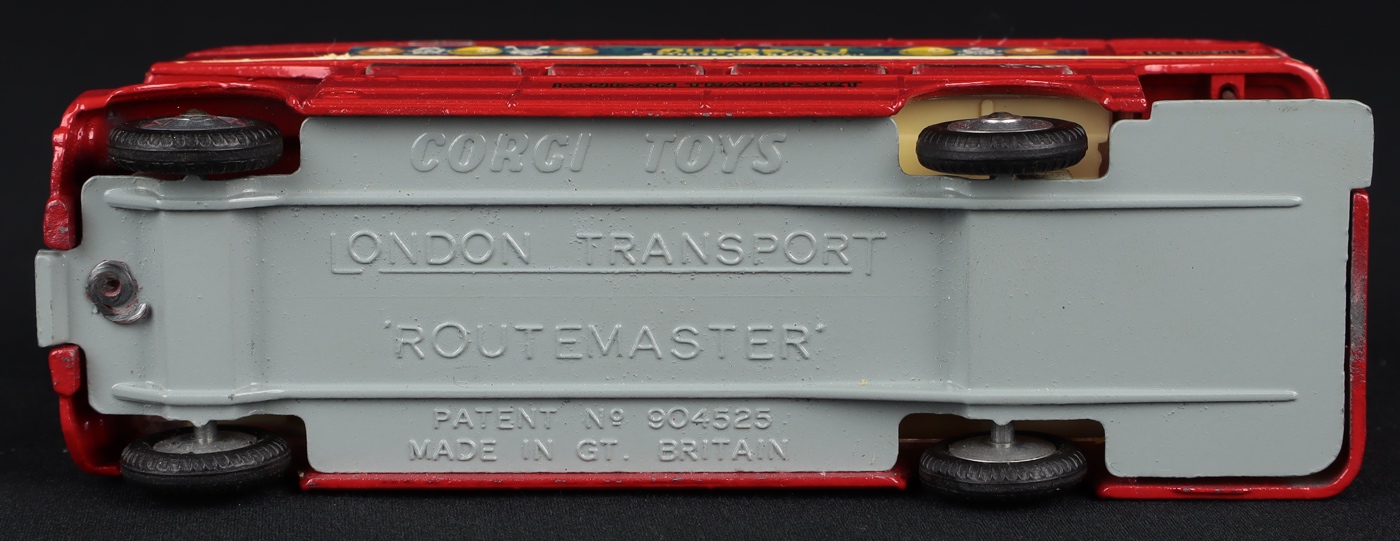 CORGI TOYS
LONDON TRANSPORT
'ROUTEMASTER'
PATENT Nº 904525
MADE IN GT. BRITAIN